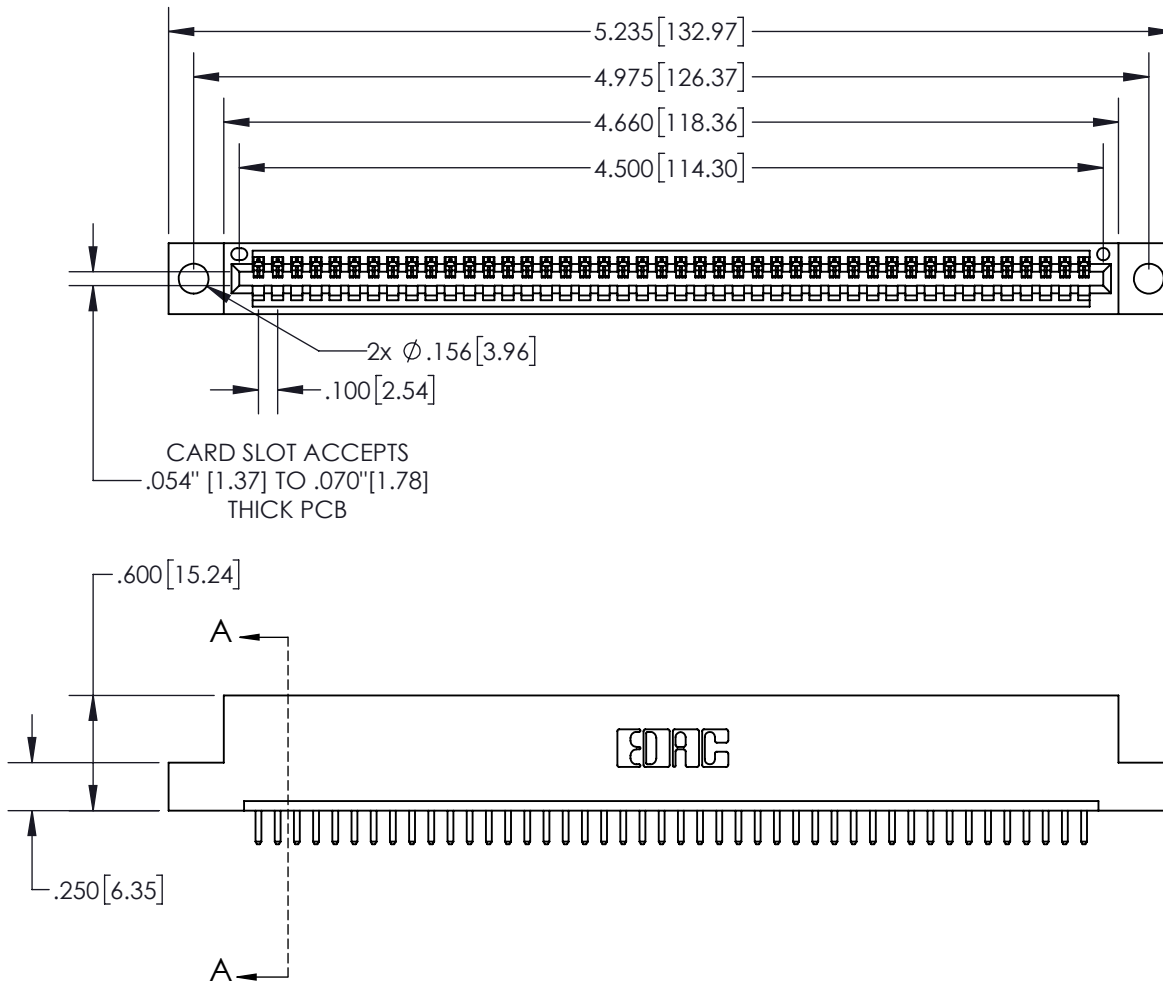 5.235[132.97]
4.975[126.37]
4.660[118.36]
4.500[114.30]
2x Ø.156[3.96]
.100[2.54]
CARD SLOT ACCEPTS
.054" [1.37] TO .070"[1.78]
THICK PCB
.600[15.24]
A
EDAC
.250[6.35]
A